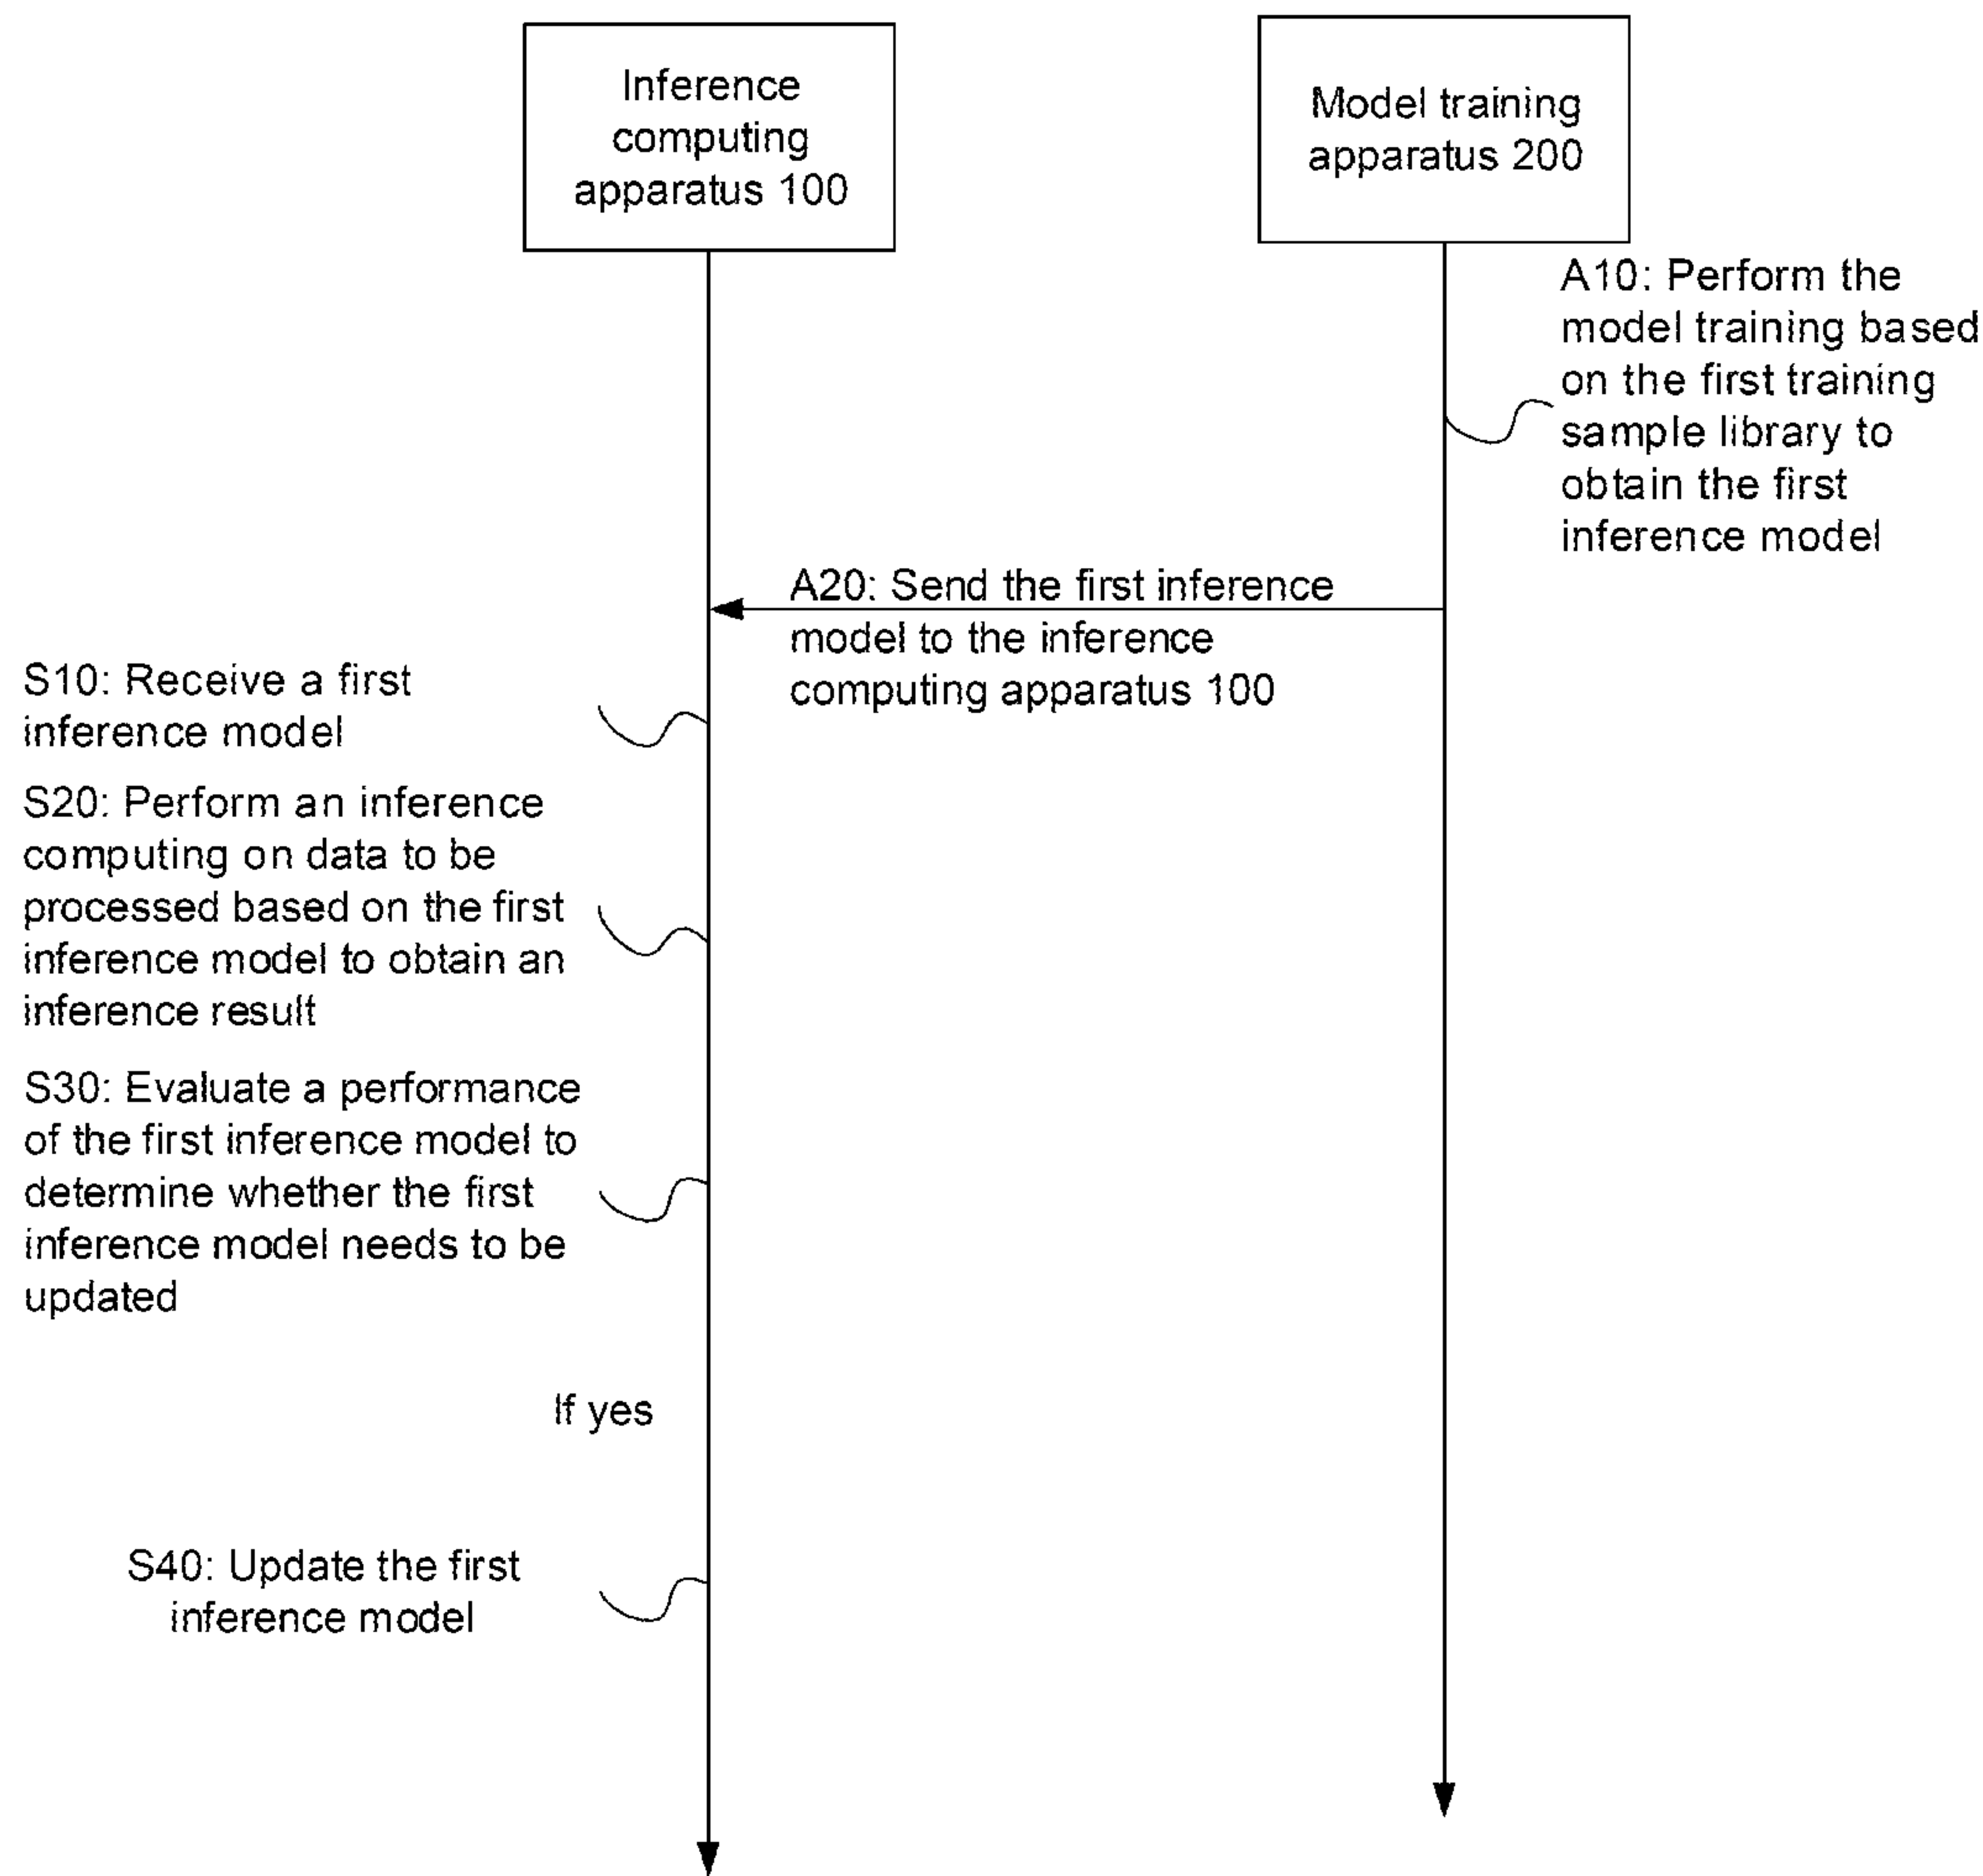 Inference
computing
apparatus 100
Model training
apparatus 200
A10: Perform the
model training based
on the first training
sample library to
obtain the first
inference model
A20: Send the first inference
model to the inference
computing apparatus 100
S10: Receive a first
inference model
S20: Perform an inference
computing on data to be
processed based on the first
inference model to obtain an
inference result
S30: Evaluate a performance
of the first inference model to
determine whether the first
inference model needs to be
updated
If yes
S40: Update the first
inference model